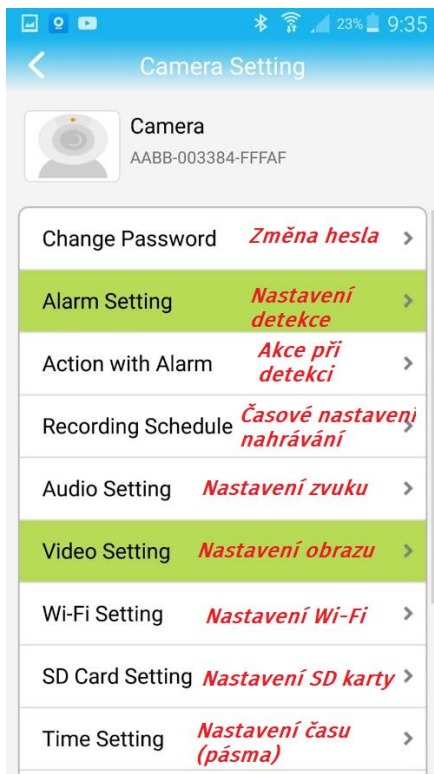 23% 9:35
Camera Setting
Camera
AABB-003384-FFFAF
Change Password Změna hesla
Alarm Setting Nastavení
detekce
Action with Alarm Akce při
detekci
Recording Schedule Časové nastavení
nahrávání
Audio Setting Nastavení zvuku
Video Setting Nastavení obrazu
Wi-Fi Setting Nastavení Wi-Fi
SD Card Setting Nastavení SD karty
Time Setting Nastavení času
(pásma)